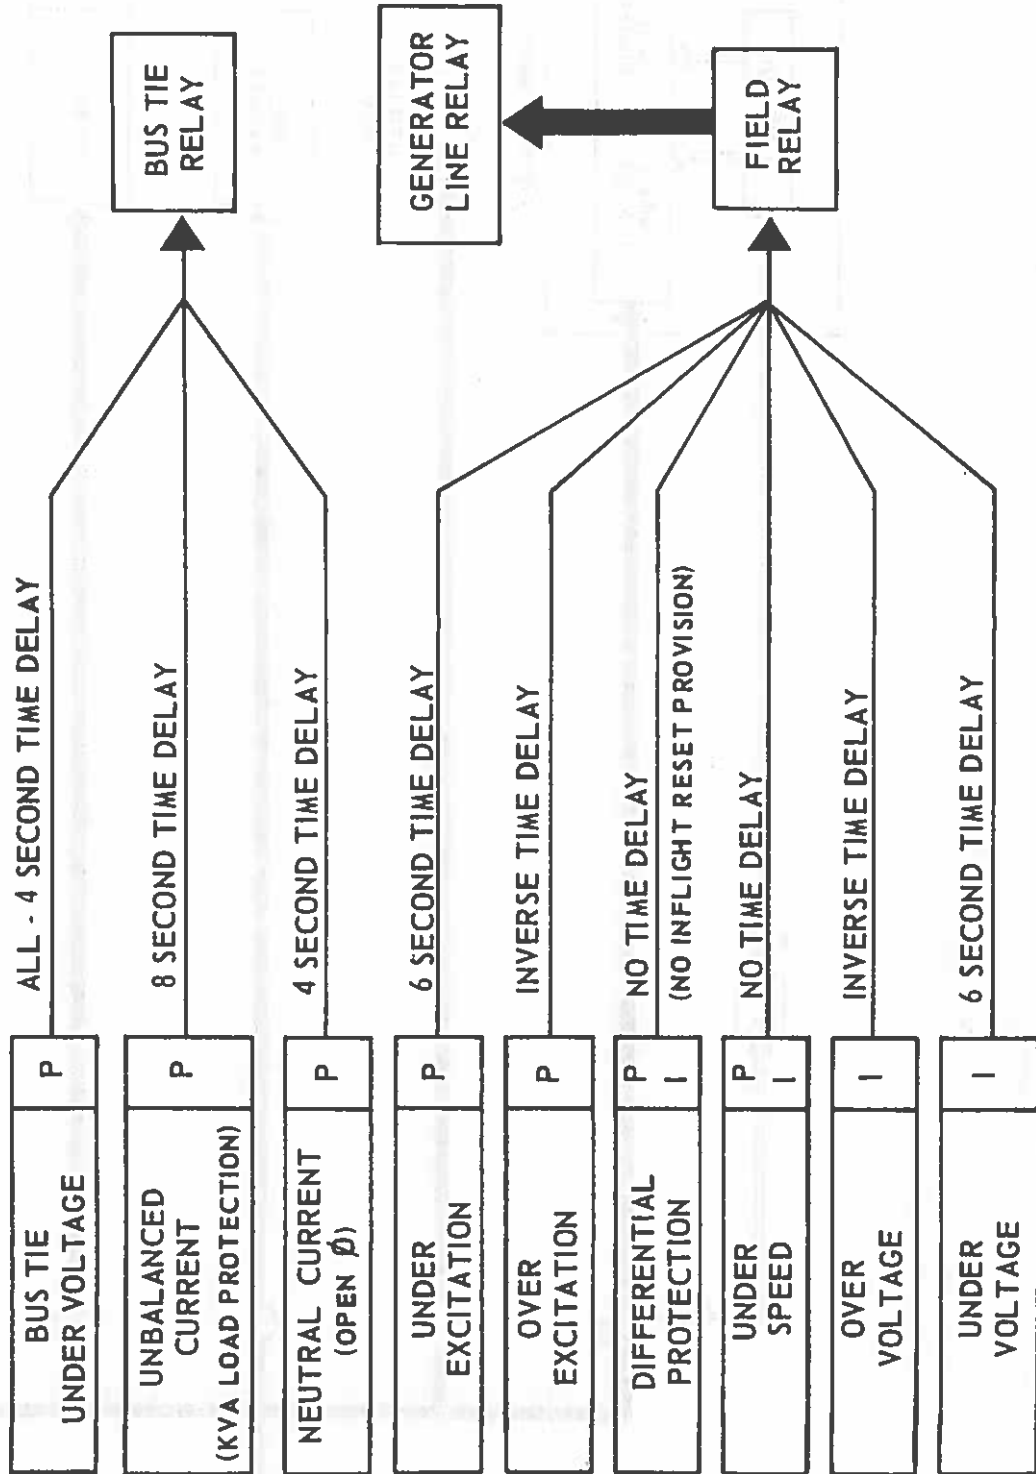 BUS TIE
UNDER VOLTAGE
P
ALL - 4 SECOND TIME DELAY
UNBALANCED
CURRENT
(KVA LOAD PROTECTION)
P
8 SECOND TIME DELAY
NEUTRAL CURRENT
(OPEN Ø)
P
4 SECOND TIME DELAY
BUS TIE
RELAY
UNDER
EXCITATION
P
6 SECOND TIME DELAY
OVER
EXCITATION
P
INVERSE TIME DELAY
DIFFERENTIAL
PROTECTION
P
I
NO TIME DELAY
(NO INFLIGHT RESET PROVISION)
UNDER
SPEED
P
I
NO TIME DELAY
OVER
VOLTAGE
I
INVERSE TIME DELAY
UNDER
VOLTAGE
I
6 SECOND TIME DELAY
GENERATOR
LINE RELAY
FIELD
RELAY